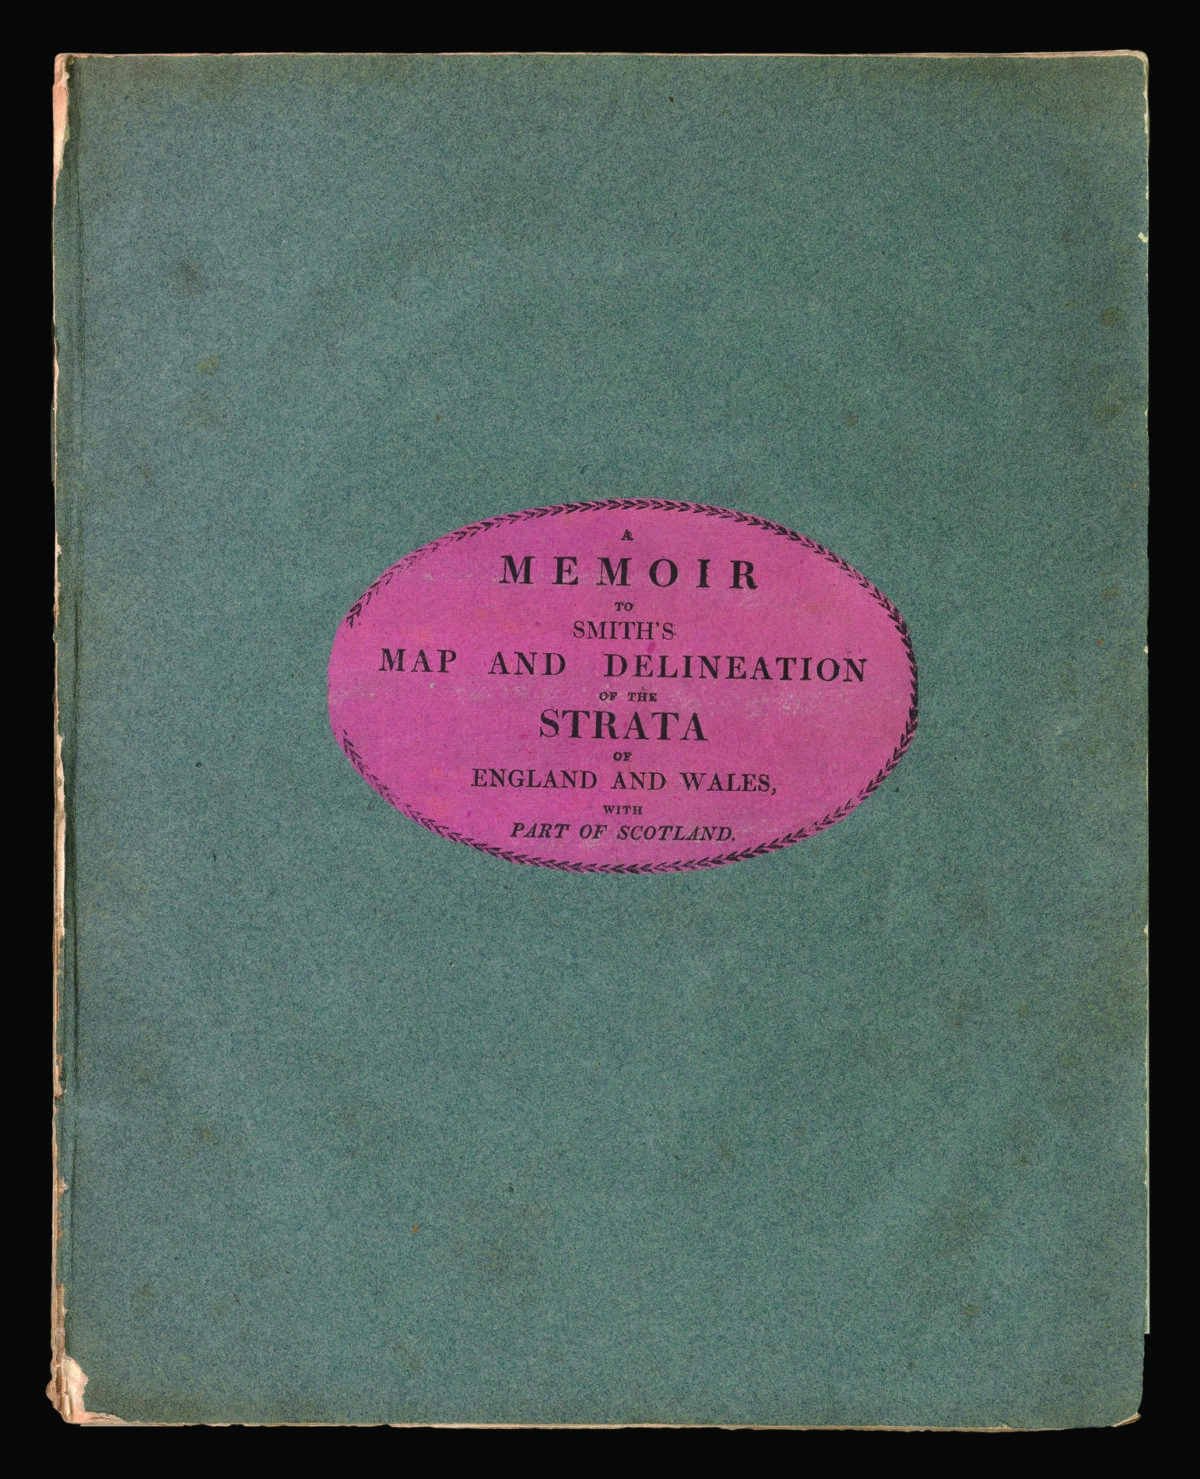 A
MEMOIR
TO
SMITH'S
MAP AND DELINEATION
OF THE
STRATA
OF
ENGLAND AND WALES,
WITH
PART OF SCOTLAND.